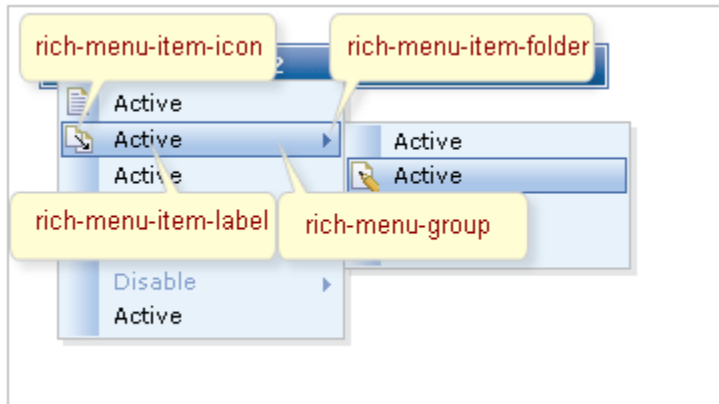 rich-menu-item-icon
rich-menu-item-folder
2
Active
Active
Active
Active
Active
rich-menu-item-label
rich-menu-group
Disable
Active